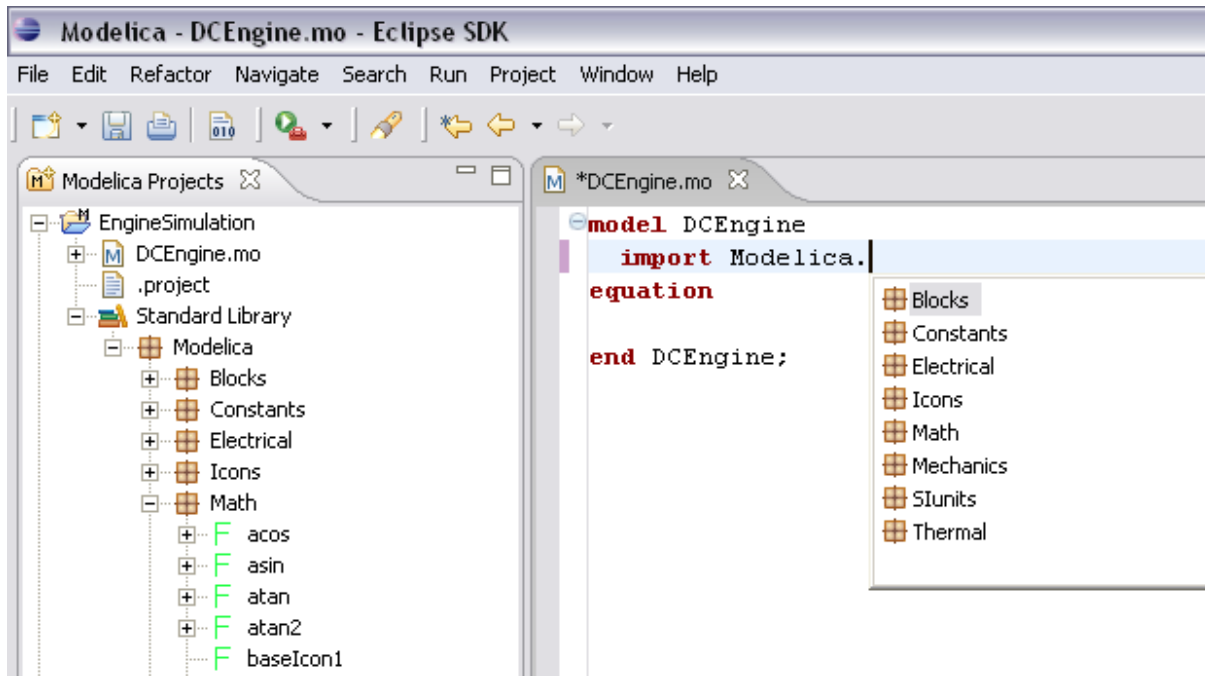 Modelica - DCEngine.mo - Eclipse SDK
File Edit Refactor Navigate Search Run Project Window Help
010
Modelica Projects
EngineSimulation
DCEngine.mo
.project
Standard Library
Modelica
Blocks
Constants
Electrical
Icons
Math
acos
asin
atan
atan2
baseIcon1
*DCEngine.mo
model DCEngine
import Modelica.
equation
end DCEngine;
Blocks
Constants
Electrical
Icons
Math
Mechanics
SIunits
Thermal